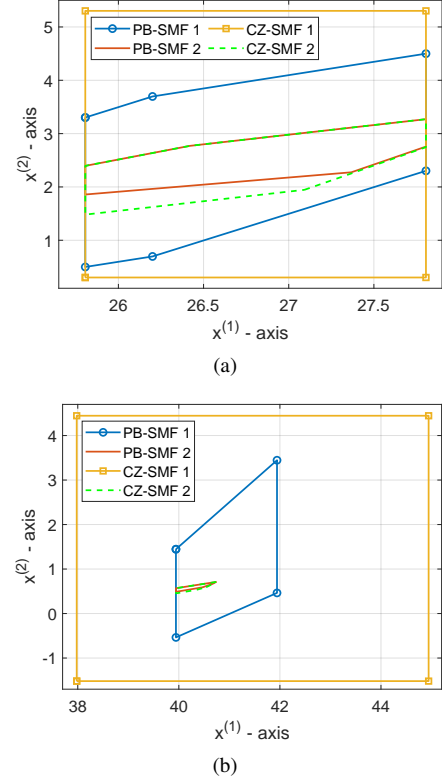 PB-SMF 1 CZ-SMF 1
PB-SMF 2 CZ-SMF 2
5
4
3
2
1
x^(2) - axis
26 26.5 27 27.5
x^(1) - axis
(a)
PB-SMF 1
PB-SMF 2
CZ-SMF 1
CZ-SMF 2
4
3
2
1
0
-1
x^(2) - axis
38 40 42 44
x^(1) - axis
(b)